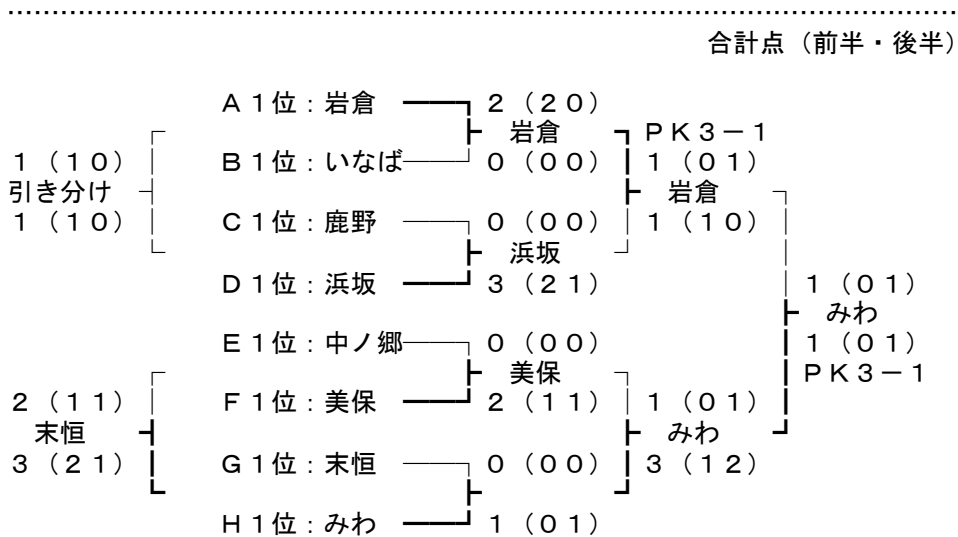 合計点（前半・後半）
A１位：岩倉　２（２０）
岩倉　PK３－１
１（１０）　B１位：いなば　０（００）　１（０１）
引き分け　岩倉
１（１０）　C１位：鹿野　０（００）　１（１０）
浜坂
D１位：浜坂　３（２１）　１（０１）
みわ
E１位：中ノ郷　０（００）　１（０１）
美保　PK３－１
２（１１）　F１位：美保　２（１１）　１（０１）
末恒　みわ
３（２１）　G１位：末恒　０（００）　３（１２）
H１位：みわ　１（０１）